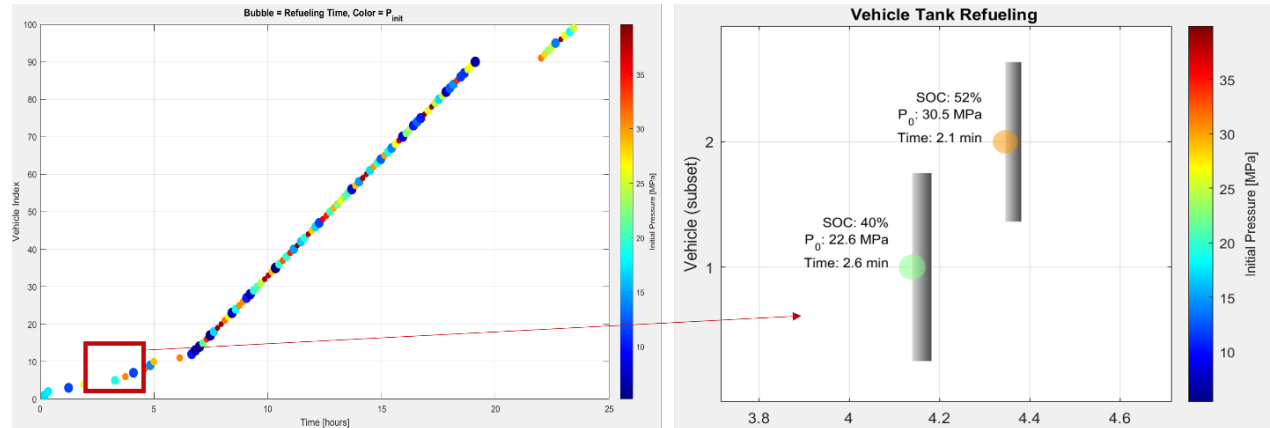 Bubble = Refueling Time, Color = P_init
100
90
80
70
60
50
40
30
20
10
0
Vehicle Index
0 5 10 15 20 25
Time [hours]
35
30
25
20
15
10
Initial Pressure [MPa]
Vehicle Tank Refueling
SOC: 52%
P_0: 30.5 MPa
Time: 2.1 min
SOC: 40%
P_0: 22.6 MPa
Time: 2.6 min
2
1
Vehicle (subset)
3.8 4 4.2 4.4 4.6
35
30
25
20
15
10
Initial Pressure [MPa]